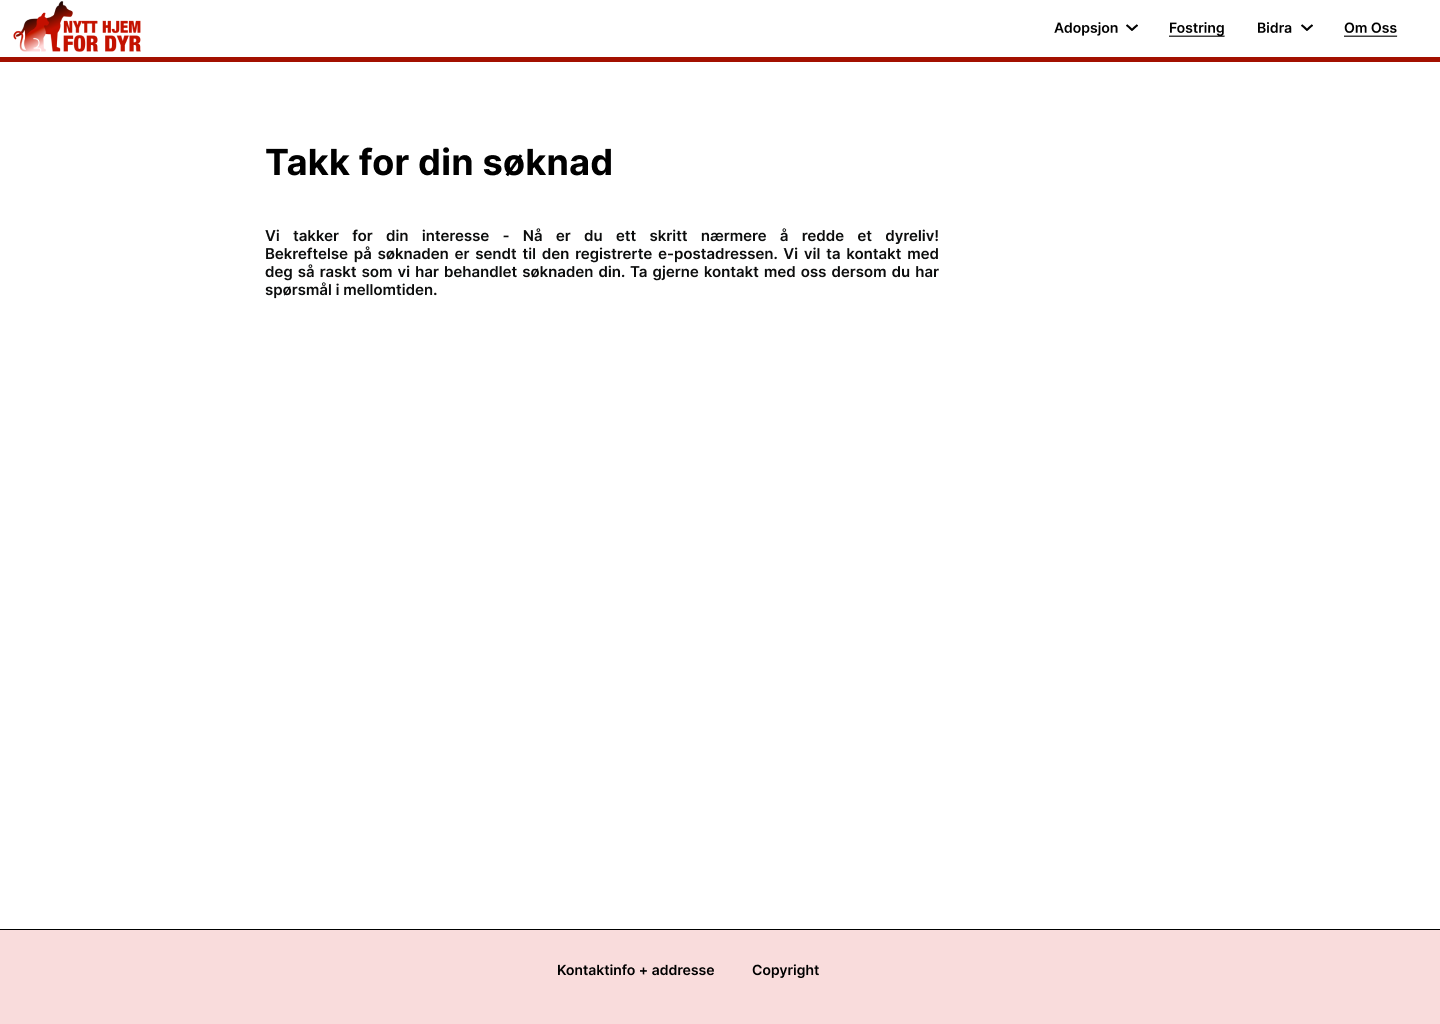 NYTT HJEM
FOR DYR
Adopsjon Fostring Bidra Om Oss
Takk for din søknad
Vi takker for din interesse - Nå er du ett skritt nærmere å redde et dyreliv!
Bekreftelse på søknaden er sendt til den registrerte e-postadressen. Vi vil ta kontakt med
deg så raskt som vi har behandlet søknaden din. Ta gjerne kontakt med oss dersom du har
spørsmål i mellomtiden.
Kontaktinfo + addresse Copyright